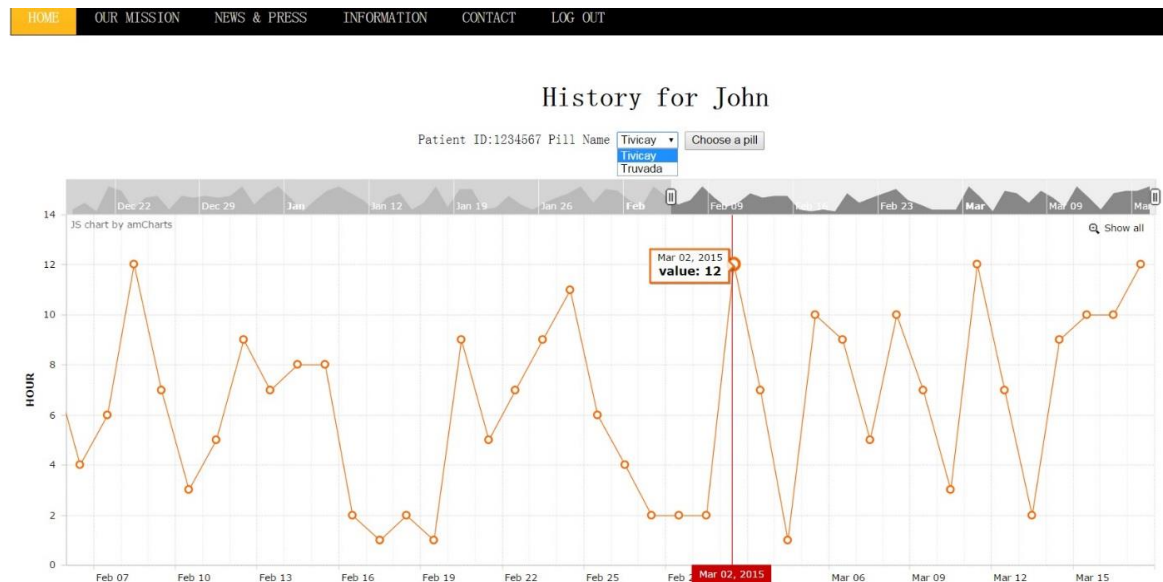 HOME OUR MISSION NEWS & PRESS INFORMATION CONTACT LOG OUT
History for John
Patient ID:1234567 Pill Name Tivicay Choose a pill
Tivicay
Truvada
Dec 22 Dec 29 Jan Jan 12 Jan 19 Jan 26 Feb Feb 09 Feb 23 Mar Mar 09
14
JS chart by amCharts
Show all
Mar 02, 2015
value: 12
12
10
8
HOUR
6
4
2
0
Feb 07 Feb 10 Feb 13 Feb 16 Feb 19 Feb 22 Feb 25 Feb Mar 02, 2015 Mar 06 Mar 09 Mar 12 Mar 15